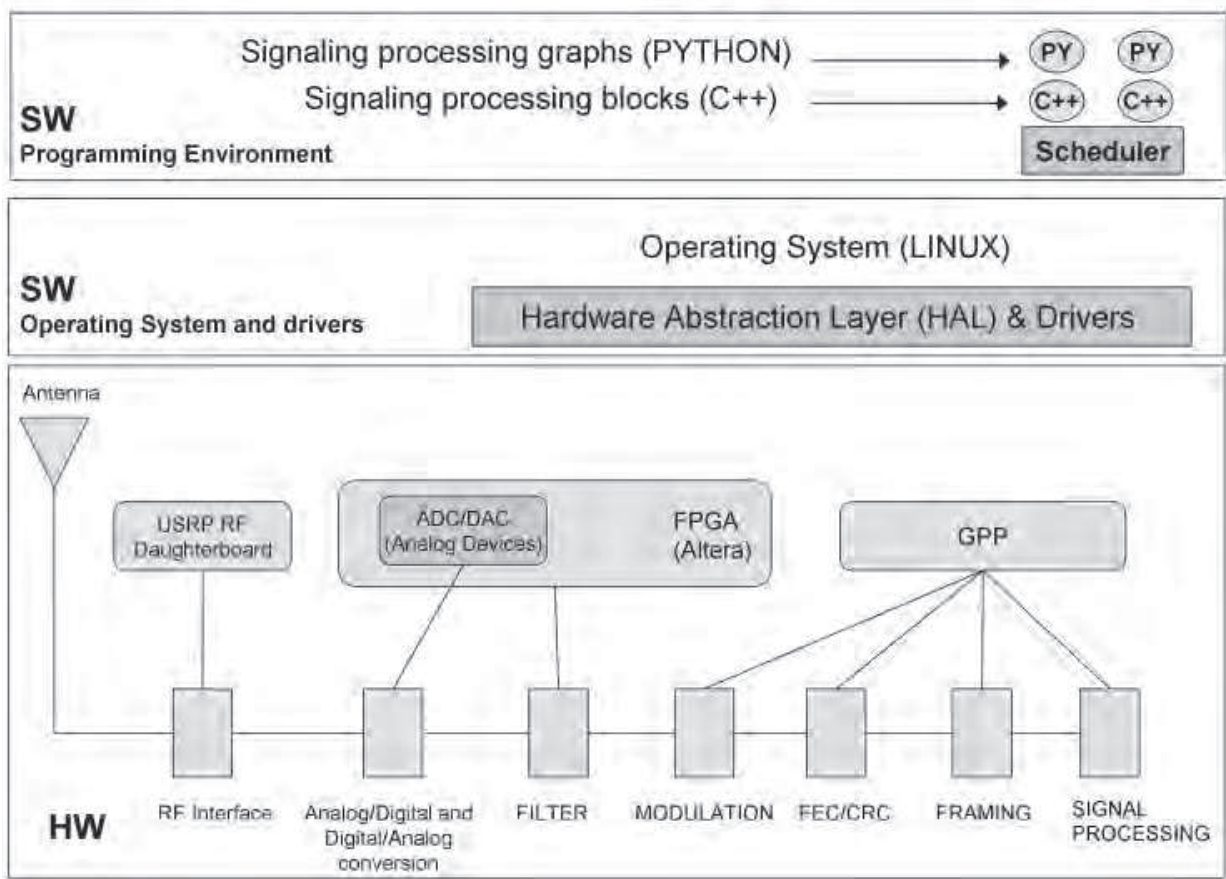 Signaling processing graphs (PYTHON)
PY PY
Signaling processing blocks (C++)
C++ C++
SW
Programming Environment
Scheduler
Operating System (LINUX)
SW
Operating System and drivers
Hardware Abstraction Layer (HAL) & Drivers
Antenna
USRP RF
Daughterboard
ADC/DAC
(Analog Devices)
FPGA
(Altera)
GPP
RF Interface
Analog/Digital and
Digital/Analog
conversion
FILTER
MODULATION
FEC/CRC
FRAMING
SIGNAL
PROCESSING
HW